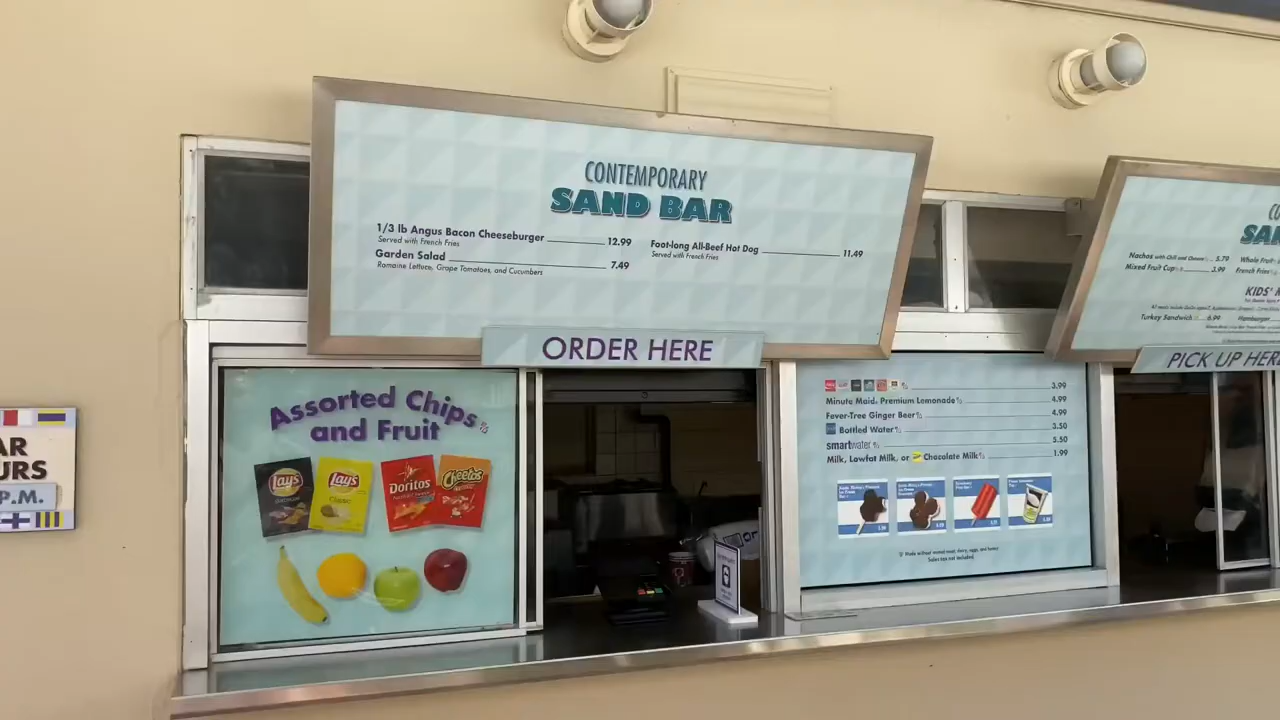 CONTEMPORARY
SAND BAR
1/3 lb Angus Bacon Cheeseburger 12.99
Served with French Fries
Garden Salad 7.49
Romaine Lettuce, Grape Tomatoes, and Cucumbers
Foot-long All-Beef Hot Dog 11.49
Served with French Fries
ORDER HERE
Nachos with Chili and Cheese 5.79
Mixed Fruit Cup 3.99
Whole Fruit
French Fries
KIDS'
Turkey Sandwich 6.99
Hamburger
PICK UP HERE
AR
URS
P.M.
Assorted Chips
and Fruit
Lay's
Lay's
Classic
Doritos
Cheetos
3.99
Minute Maid Premium Lemonade 4.99
Fever-Tree Ginger Beer 4.99
Bottled Water 3.50
smartwater 5.50
Milk, Lowfat Milk, or Chocolate Milk 1.99
Sales tax not included.